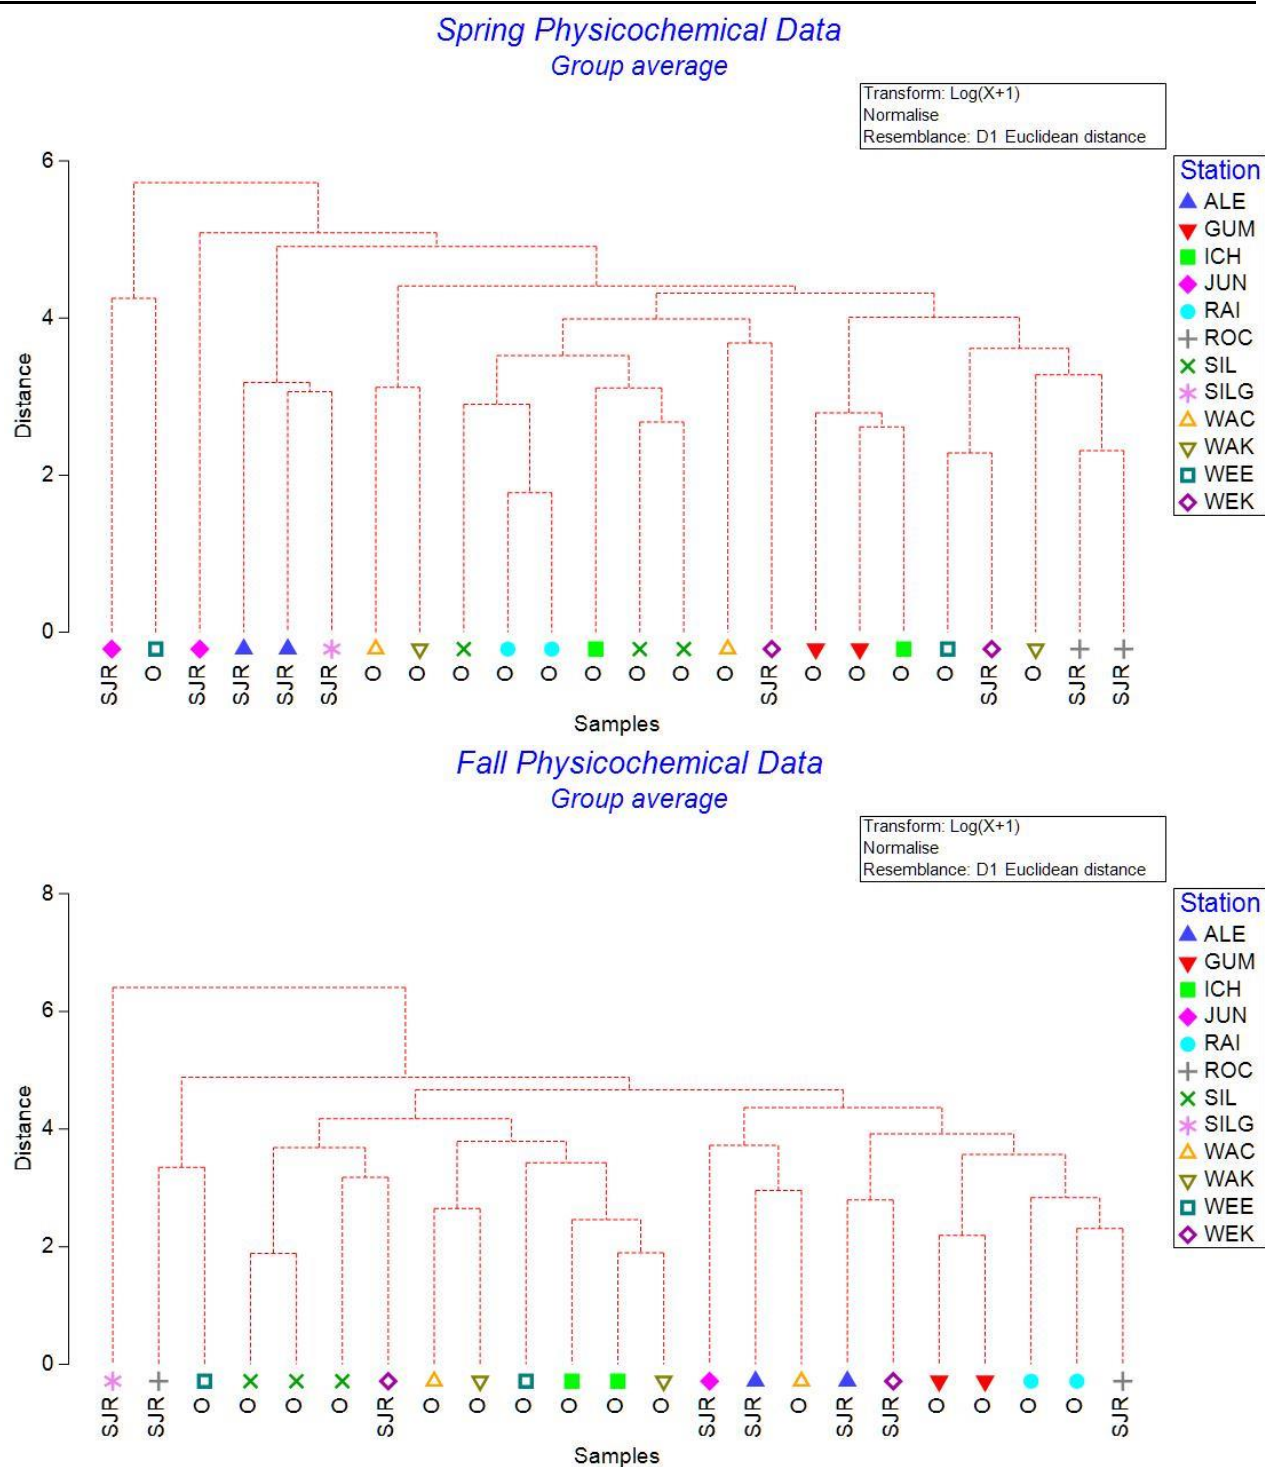 Spring Physicochemical Data
Group average
Transform: Log(X+1)
Normalise
Resemblance: D1 Euclidean distance
Station
ALE
GUM
ICH
JUN
RAI
ROC
SIL
SILG
WAC
WAK
WEE
WEK
6
4
2
0
Distance
SJR O SJR SJR SJR SJR O O O O O O O O O SJR O O O O SJR O SJR SJR
Samples
Fall Physicochemical Data
Group average
Transform: Log(X+1)
Normalise
Resemblance: D1 Euclidean distance
Station
ALE
GUM
ICH
JUN
RAI
ROC
SIL
SILG
WAC
WAK
WEE
WEK
8
6
4
2
0
Distance
SJR SJR O O O O SJR O O O O O O SJR SJR O SJR SJR O O O O SJR
Samples